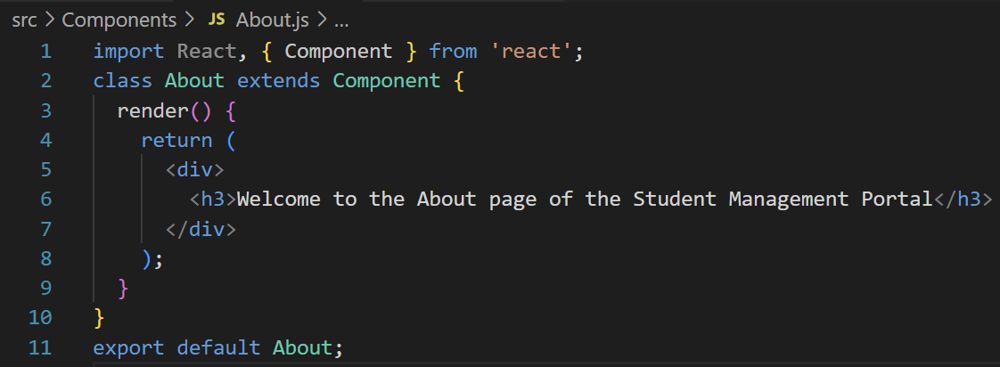 src > Components > JS About.js > ...
1 import React, { Component } from 'react';
2 class About extends Component {
3 render() {
4 return (
5 <div>
6 <h3>Welcome to the About page of the Student Management Portal</h3>
7 </div>
8 );
9 }
10 }
11 export default About;